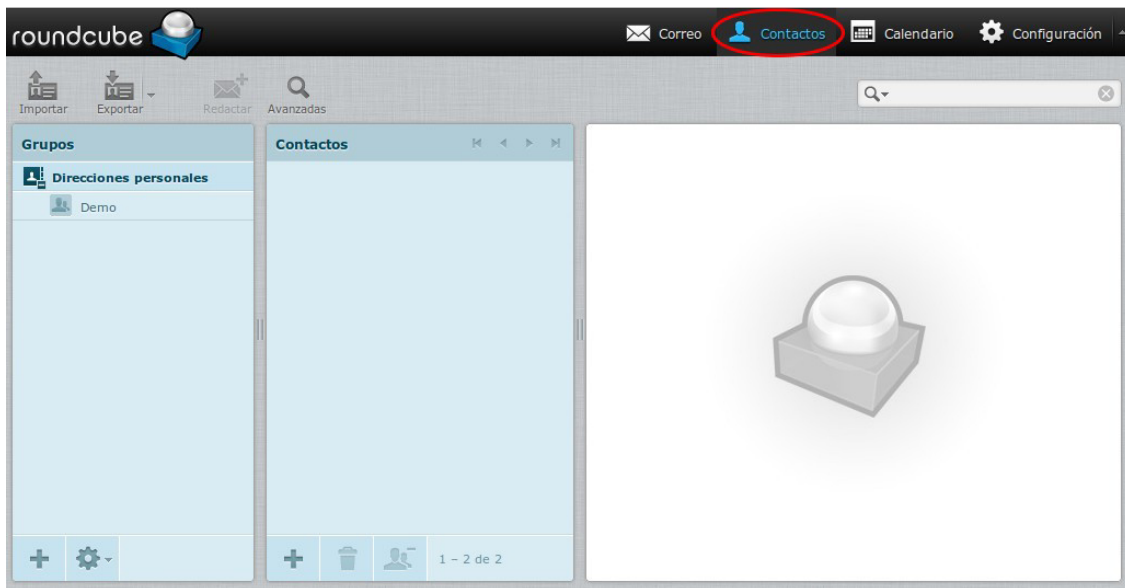 roundcube
Correo Contactos Calendario Configuración
Importar Exportar Redactar Avanzadas
Grupos
Contactos
Direcciones personales
Demo
1 – 2 de 2